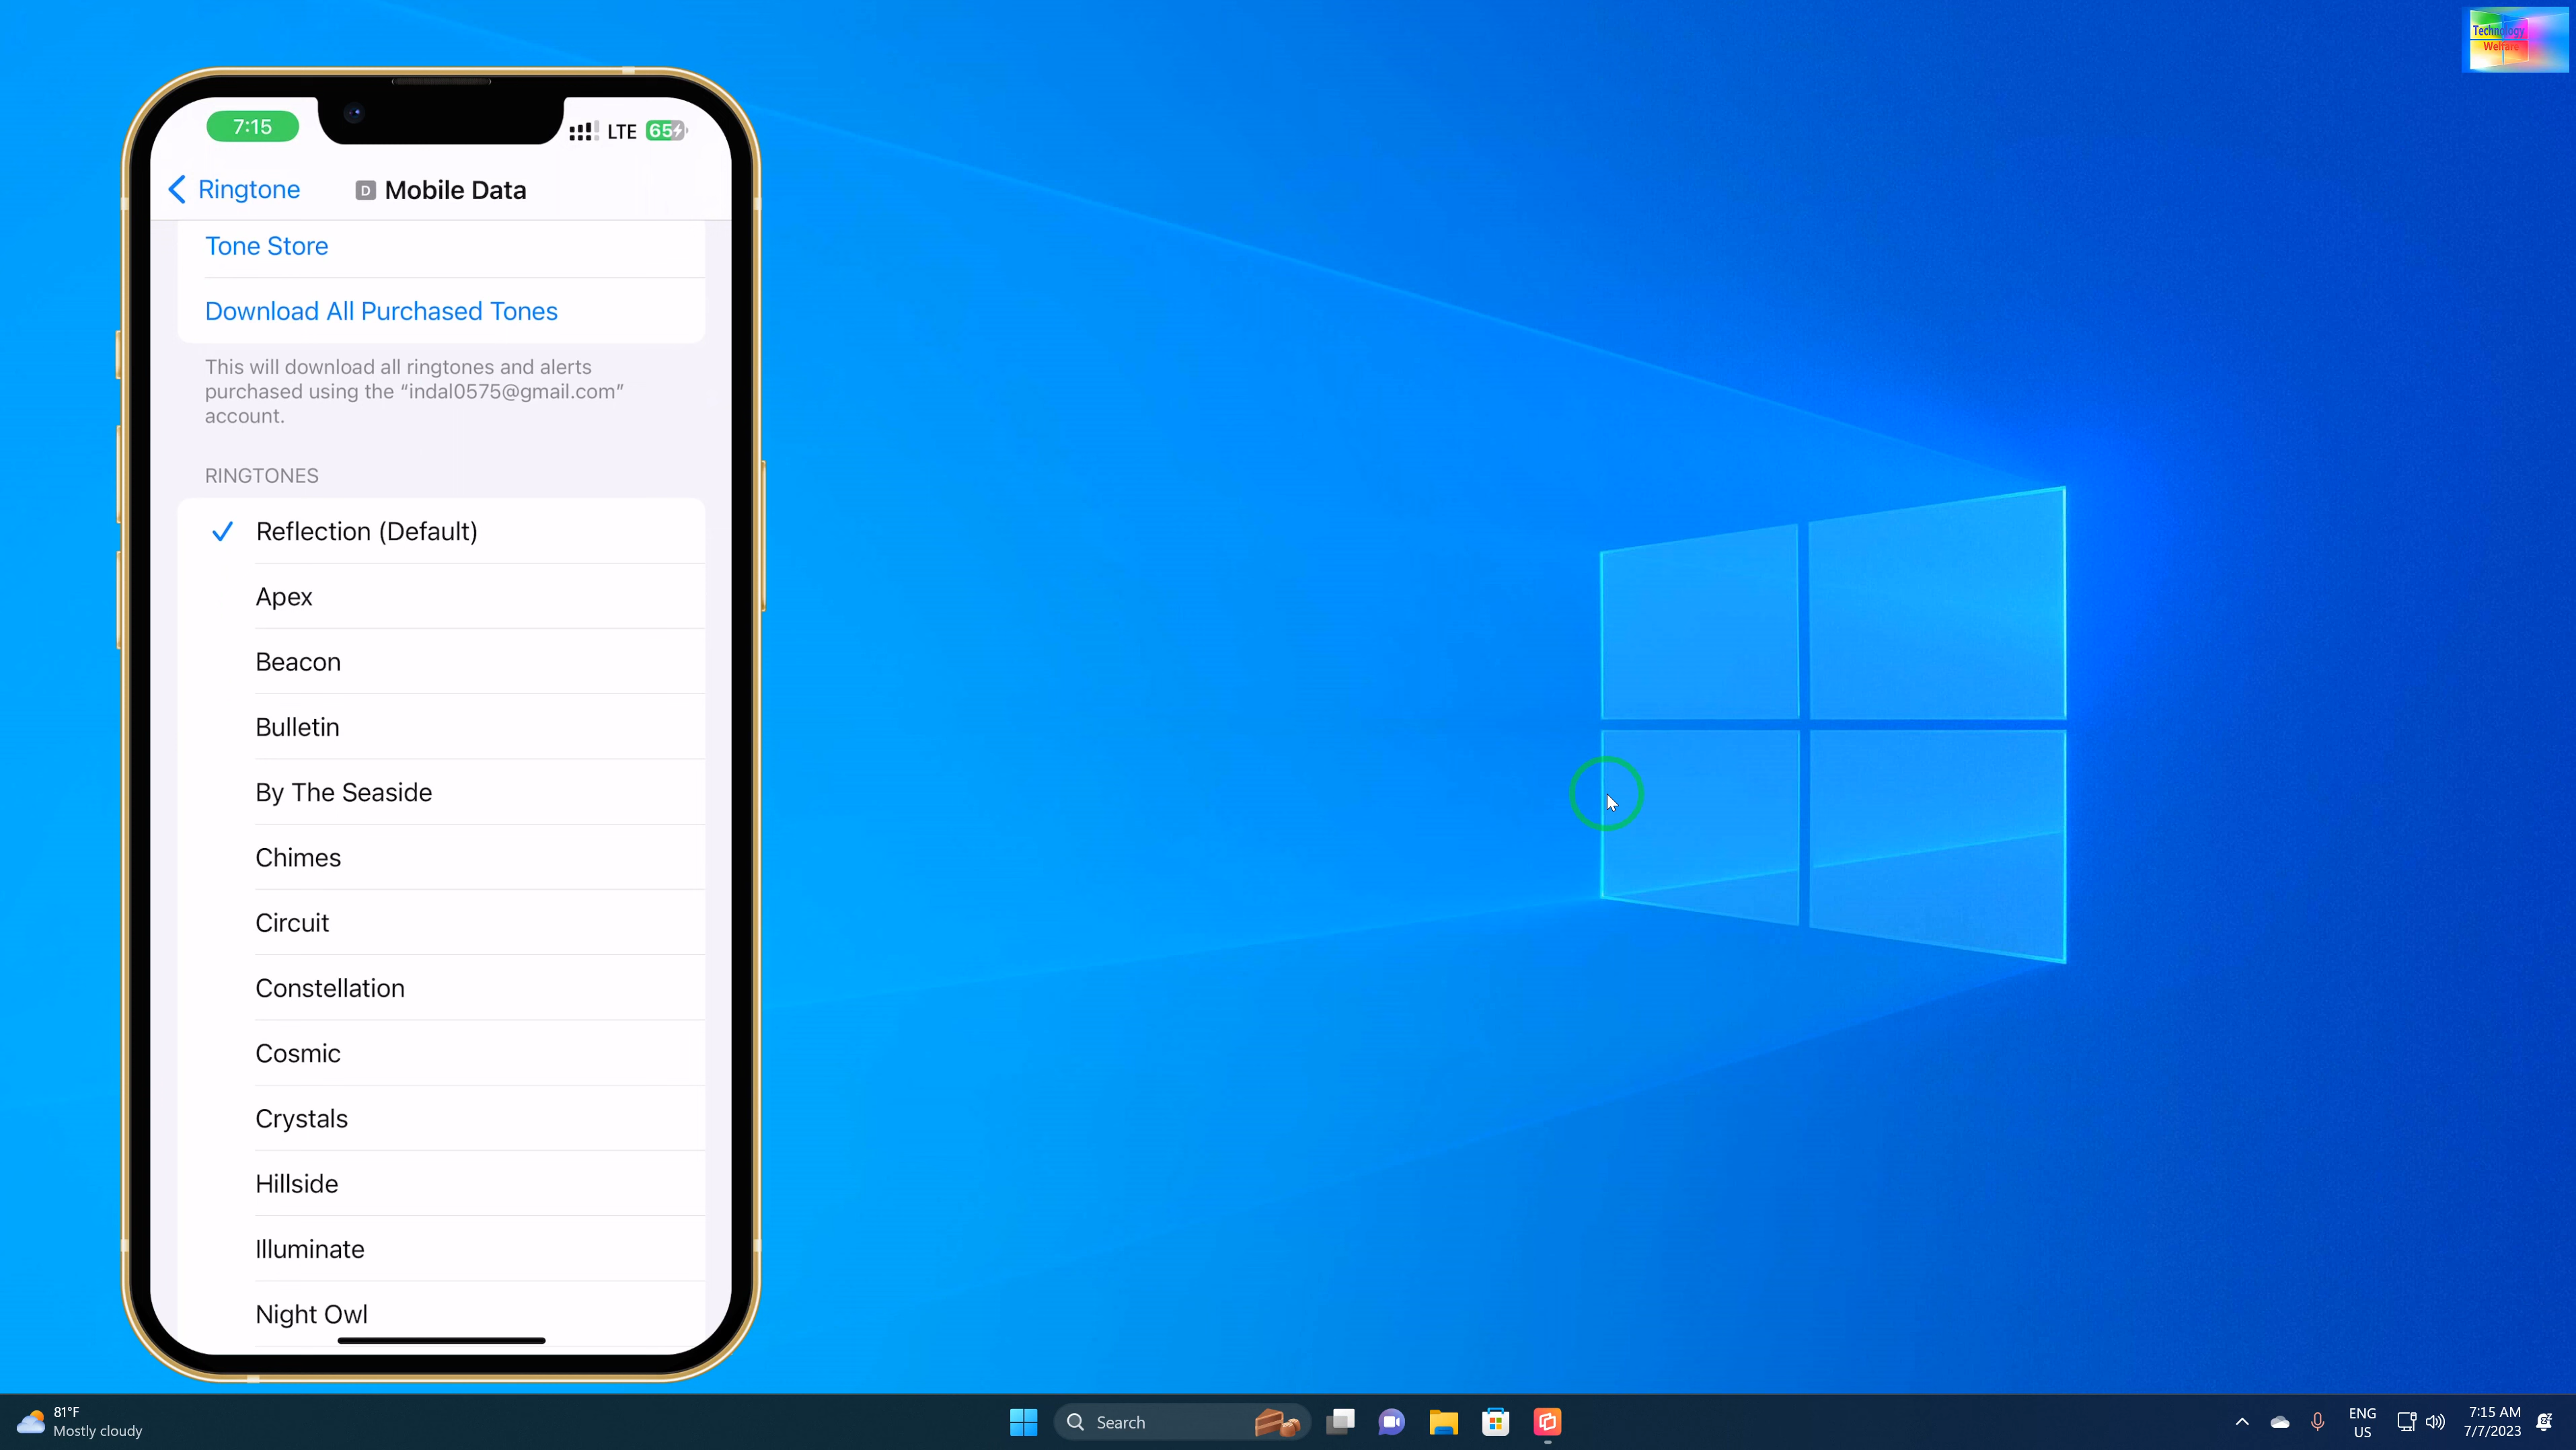 Technology
Welfare
7:15
LTE 65
Ringtone
D Mobile Data
Tone Store
Download All Purchased Tones
This will download all ringtones and alerts
purchased using the “indal0575@gmail.com”
account.
RINGTONES
Reflection (Default)
Apex
Beacon
Bulletin
By The Seaside
Chimes
Circuit
Constellation
Cosmic
Crystals
Hillside
Illuminate
Night Owl
81°F
Mostly cloudy
Search
ENG
US
7:15 AM
7/7/2023